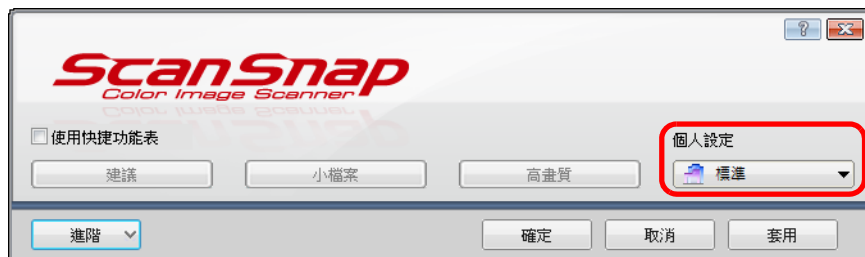 ScanSnap
Color Image Scanner
使用快捷功能表
個人設定
建議
小檔案
高畫質
標準
進階
確定
取消
套用